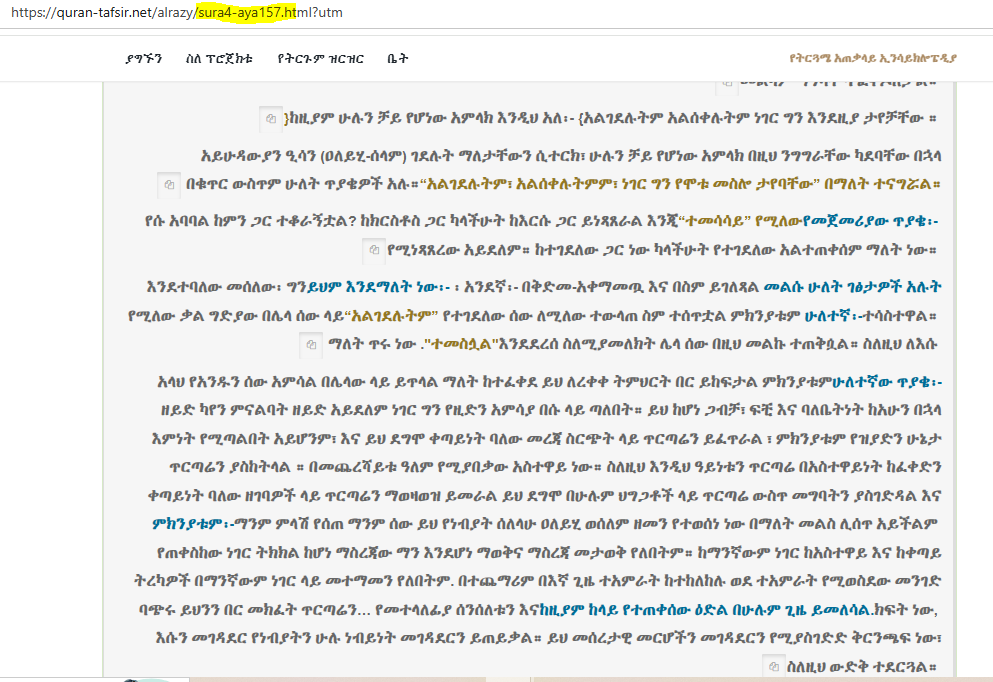 https://quran-tafsir.net/alrazy/sura4-aya157.html?utm
ያግኙን ስለ ፕሮጀክቱ የትርጉም ዝርዝር ቤት የትርጓሜ አጠቃላይ ኢንሳይክሎፔዲያ
}ከዚያም ሁሉን ቻይ የሆነው አምላክ እንዲህ አለ፡- {አልገደሉትም አልሰቀሉትም ነገር ግን እንደዚያ ታየቻቸው ።
አይሁዳውያን ዒሳን (ዐለይሂ-ሰላም) ገደሉት ማለታቸውን ሲተርክ፣ ሁሉን ቻይ የሆነው አምላክ በዚህ ንግግራቸው ካደባቸው በኋላ
በቁጥር ውስጥም ሁለት ጥያቄዎች አሉ።“አልገደሉትም፣ አልሰቀሉትምም፣ ነገር ግን የሞቱ መስሎ ታየባቸው” በማለት ተናግሯል።
የሱ አባባል ከምን ጋር ተቆራኝቷል? ከክርስቶስ ጋር ካላችሁት ከእርሱ ጋር ይነጻጸራል እንጂ“ተመሳሳይ” የሚለውየመጀመሪያው ጥያቄ፡-
የሚነጻጸረው አይደለም። ከተገደለው ጋር ነው ካላችሁት የተገደለው አልተጠቀሰም ማለት ነው።
እንደተባለው መሰለው፡ ግንይህም እንደማለት ነው፡- ፡ አንደኛ፡- በቅድመ-አቀማመጧ እና በስም ይገለጻል መልሱ ሁለት ገፅታዎች አሉት
የሚለው ቃል ግድያው በሌላ ሰው ላይ“አልገደሉትም” የተገደለው ሰው ለሚለው ተውላጠ ስም ተሰጥቷል ምክንያቱም ሁለተኛ፡-ተሳስተዋል።
ማለት ጥሩ ነው ."ተመስሏል"እንደደረሰ ስለሚያመለክት ሌላ ሰው በዚህ መልኩ ተጠቅሷል። ስለዚህ ለእሱ
አላህ የአንዱን ሰው አምሳል በሌላው ላይ ይጥላል ማለት ከተፈቀደ ይህ ለረቀቀ ትምህርት በር ይከፍታል ምክንያቱምሁለተኛው ጥያቄ፡-
ዘይድ ካየን ምናልባት ዘይድ አይደለም ነገር ግን የዚድን አምሳያ በሱ ላይ ጣለበት። ይህ ከሆነ ጋብቻ፣ ፍቺ እና ባለቤትነት ከአሁን በኋላ
እምነት የሚጣልበት አይሆንም፣ እና ይህ ደግሞ ቀጣይነት ባለው መረጃ ስርጭት ላይ ጥርጣሬን ይፈጥራል ፣ ምክንያቱም የዝያድን ሁኔታ
ጥርጣሬን ያስከትላል ። በመጨረሻይቱ ዓለም የሚያበቃው አስተዋይ ነው። ስለዚህ እንዲህ ዓይነቱን ጥርጣሬ በአስተዋይነት ከፈቀድን
ቀጣይነት ባለው ዘገባዎች ላይ ጥርጣሬን ማወዛወዝ ይመራል ይህ ደግሞ በሁሉም ህግጋቶች ላይ ጥርጣሬ ውስጥ መግባትን ያስገድዳል እና
ምክንያቱም፡-ማንም ምላሽ የሰጠ ማንም ሰው ይህ የነብያት ሰለላሁ ዐለይሂ ወሰለም ዘመን የተወሰነ ነው በማለት መልስ ሊሰጥ አይችልም
የጠቀስከው ነገር ትክክል ከሆነ ማስረጃው ማን እንደሆነ ማወቅና ማስረጃ መታወቅ የለበትም። ከማንኛውም ነገር ከአስተዋይ እና ከቀጣይ
ትረካዎች በማንኛውም ነገር ላይ መተማመን የለበትም. በተጨማሪም በእኛ ጊዜ ተአምራት ከተከለከሉ ወደ ተአምራት የሚወስደው መንገድ
ባጭሩ ይህንን በር መክፈት ጥርጣሬን... የመተላለፊያ ሰንሰለቱን እናከዚያም ከላይ የተጠቀሰው ዕድል በሁሉም ጊዜ ይመለሳል.ክፍት ነው,
እሱን መገዳደር የነብያትን ሁሉ ነብይነት መገዳደርን ይጠይቃል። ይህ መሰረታዊ መርሆችን መገዳደርን የሚያስገድድ ቅርንጫፍ ነው፣
ስለዚህ ውድቅ ተደርጓል።